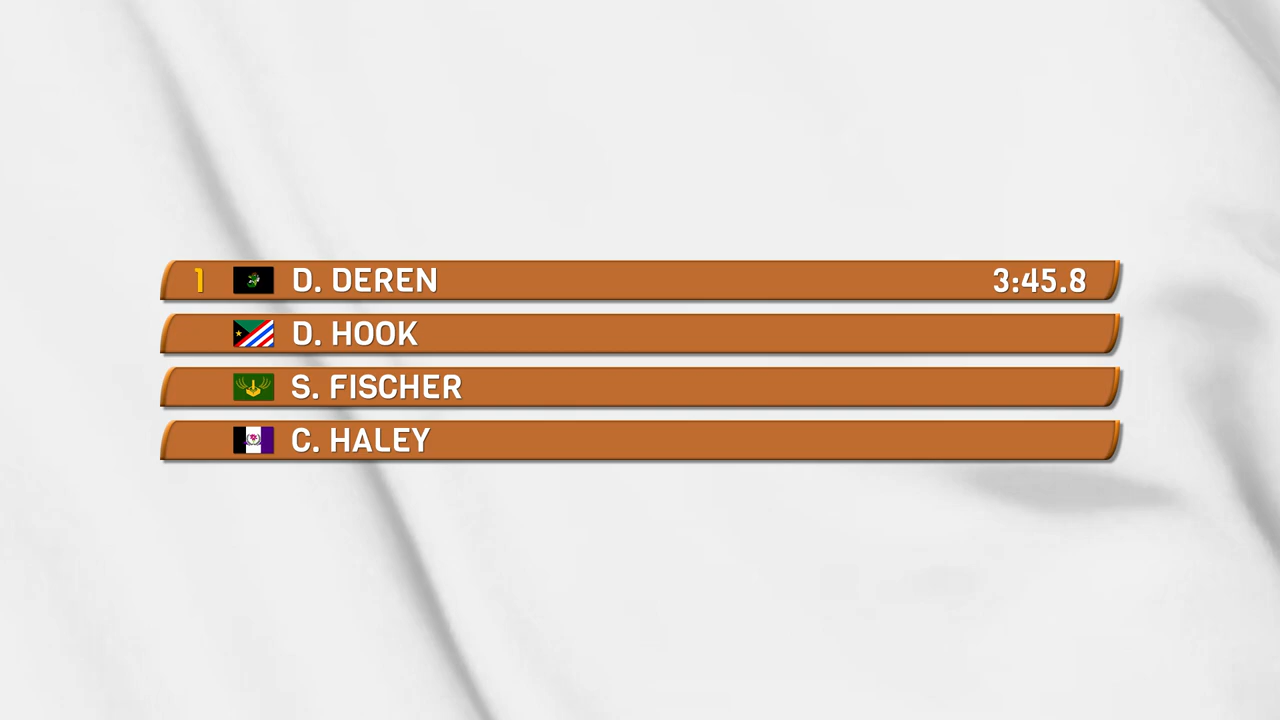 1 D. DEREN 3:45.8
D. HOOK
S. FISCHER
C. HALEY